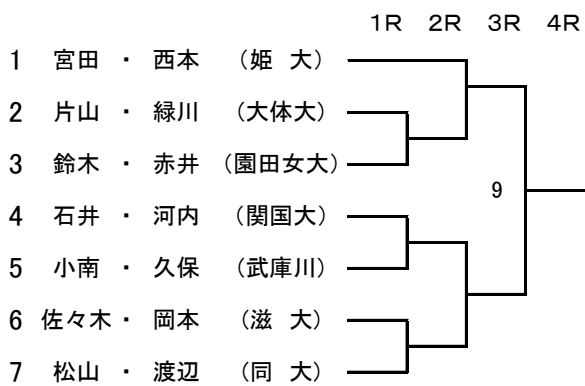 1R 2R 3R 4R
1 宮田 ・ 西本 (姫 大)
2 片山 ・ 緑川 (大体大)
3 鈴木 ・ 赤井 (園田女大)
9
4 石井 ・ 河内 (関国大)
5 小南 ・ 久保 (武庫川)
6 佐々木 ・ 岡本 (滋 大)
7 松山 ・ 渡辺 (同 大)